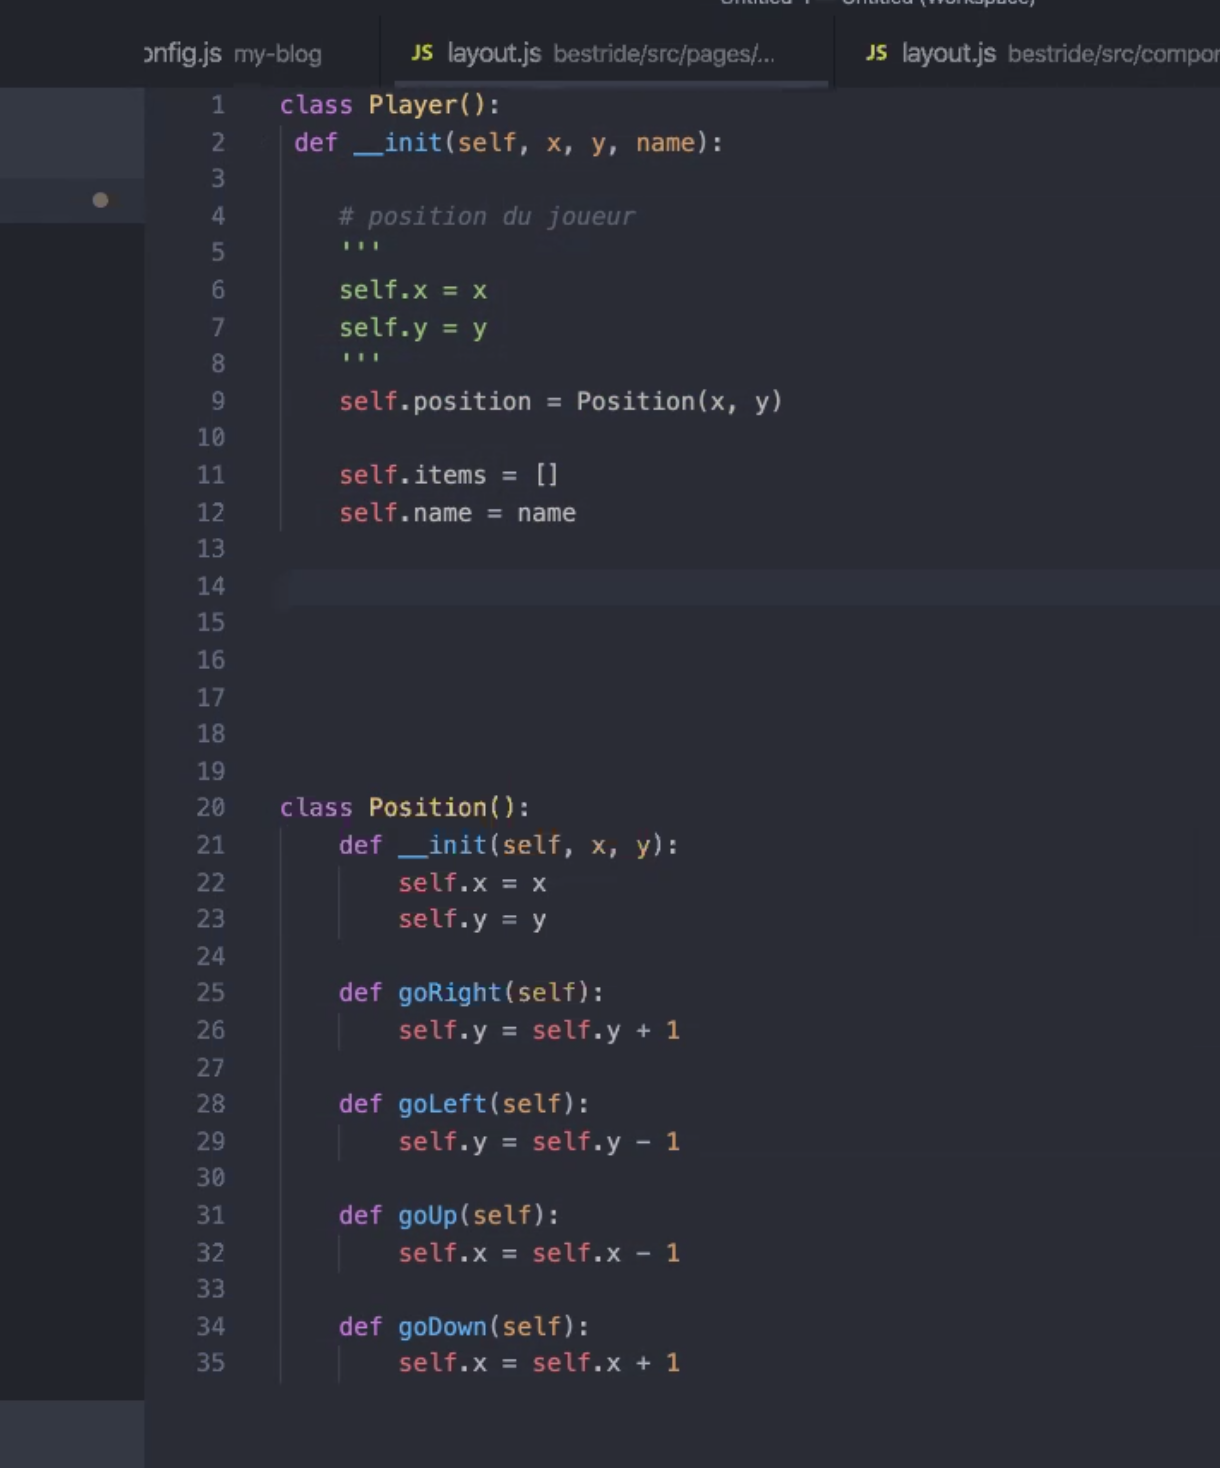 onfig.js my-blog JS layout.js bestride/src/pages/... JS layout.js bestride/src/compor
1 class Player():
2 def __init(self, x, y, name):
3
4 # position du joueur
5 '''
6 self.x = x
7 self.y = y
8 '''
9 self.position = Position(x, y)
10
11 self.items = []
12 self.name = name
13
14
15
16
17
18
19
20 class Position():
21 def __init(self, x, y):
22 self.x = x
23 self.y = y
24
25 def goRight(self):
26 self.y = self.y + 1
27
28 def goLeft(self):
29 self.y = self.y - 1
30
31 def goUp(self):
32 self.x = self.x - 1
33
34 def goDown(self):
35 self.x = self.x + 1